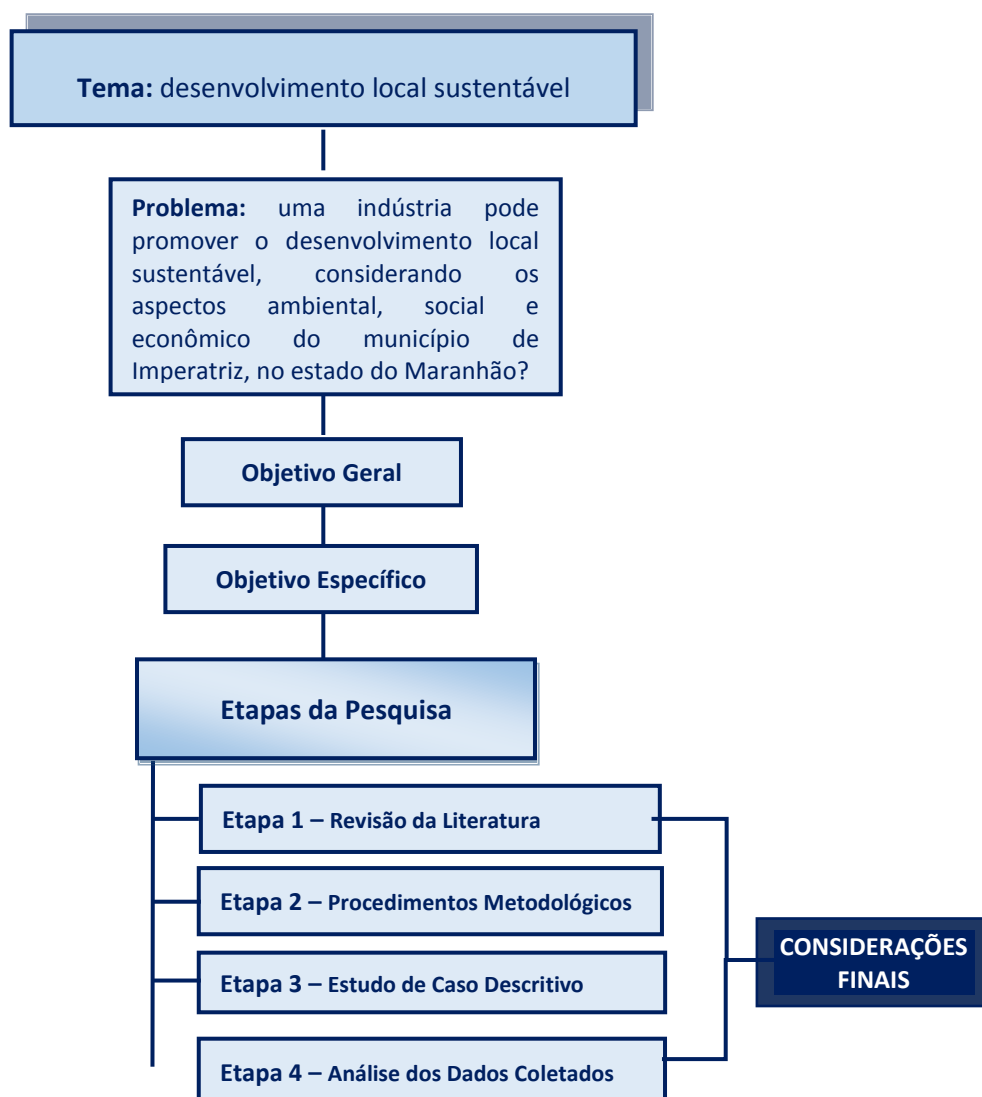 Tema: desenvolvimento local sustentável
Problema: uma indústria pode
promover o desenvolvimento local
sustentável, considerando os
aspectos ambiental, social e
econômico do município de
Imperatriz, no estado do Maranhão?
Objetivo Geral
Objetivo Específico
Etapas da Pesquisa
Etapa 1 – Revisão da Literatura
Etapa 2 – Procedimentos Metodológicos
Etapa 3 – Estudo de Caso Descritivo
Etapa 4 – Análise dos Dados Coletados
CONSIDERAÇÕES
FINAIS